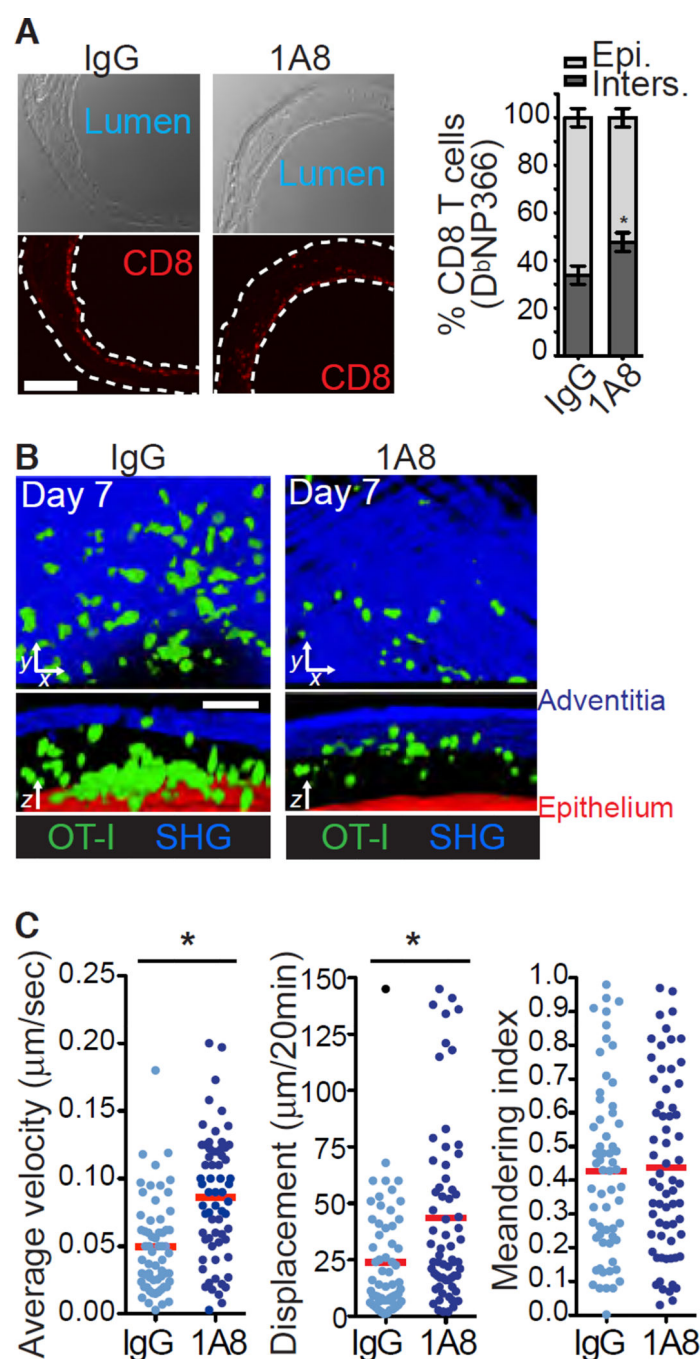 A
IgG
1A8
Lumen
Lumen
CD8
CD8
Epi.
Inters.
% CD8 T cells
(DᵇNP366)
100
80
60
40
20
0
*
IgG
1A8
B
IgG
1A8
Day 7
Day 7
y
x
y
x
Adventitia
z
z
Epithelium
OT-I SHG
OT-I SHG
C
*
Average velocity (μm/sec)
0.25
0.20
0.15
0.10
0.05
0.00
IgG 1A8
*
Displacement (μm/20min)
150
125
100
75
50
25
0
IgG 1A8
Meandering index
1.0
0.9
0.8
0.7
0.6
0.5
0.4
0.3
0.2
0.1
0.0
IgG 1A8